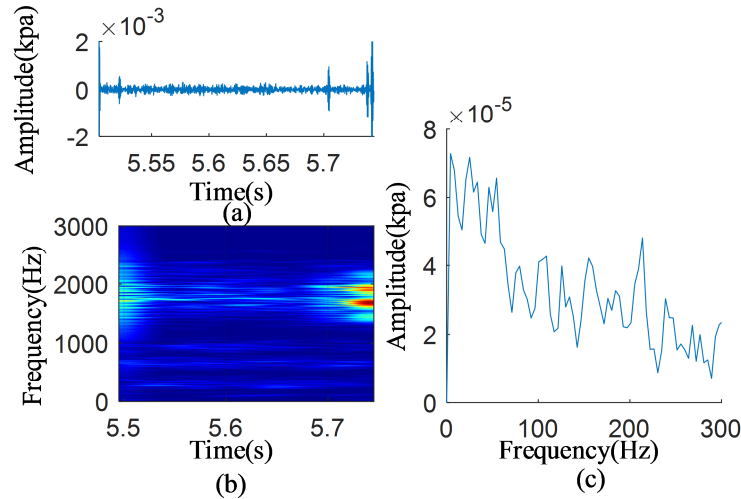 ×10⁻³
Amplitude(kpa)
2
0
-2
5.55 5.6 5.65 5.7
Time(s)
(a)
Frequency(Hz)
3000
2000
1000
0
5.5 5.6 5.7
Time(s)
(b)
×10⁻⁵
Amplitude(kpa)
8
6
4
2
0
0 100 200 300
Frequency(Hz)
(c)